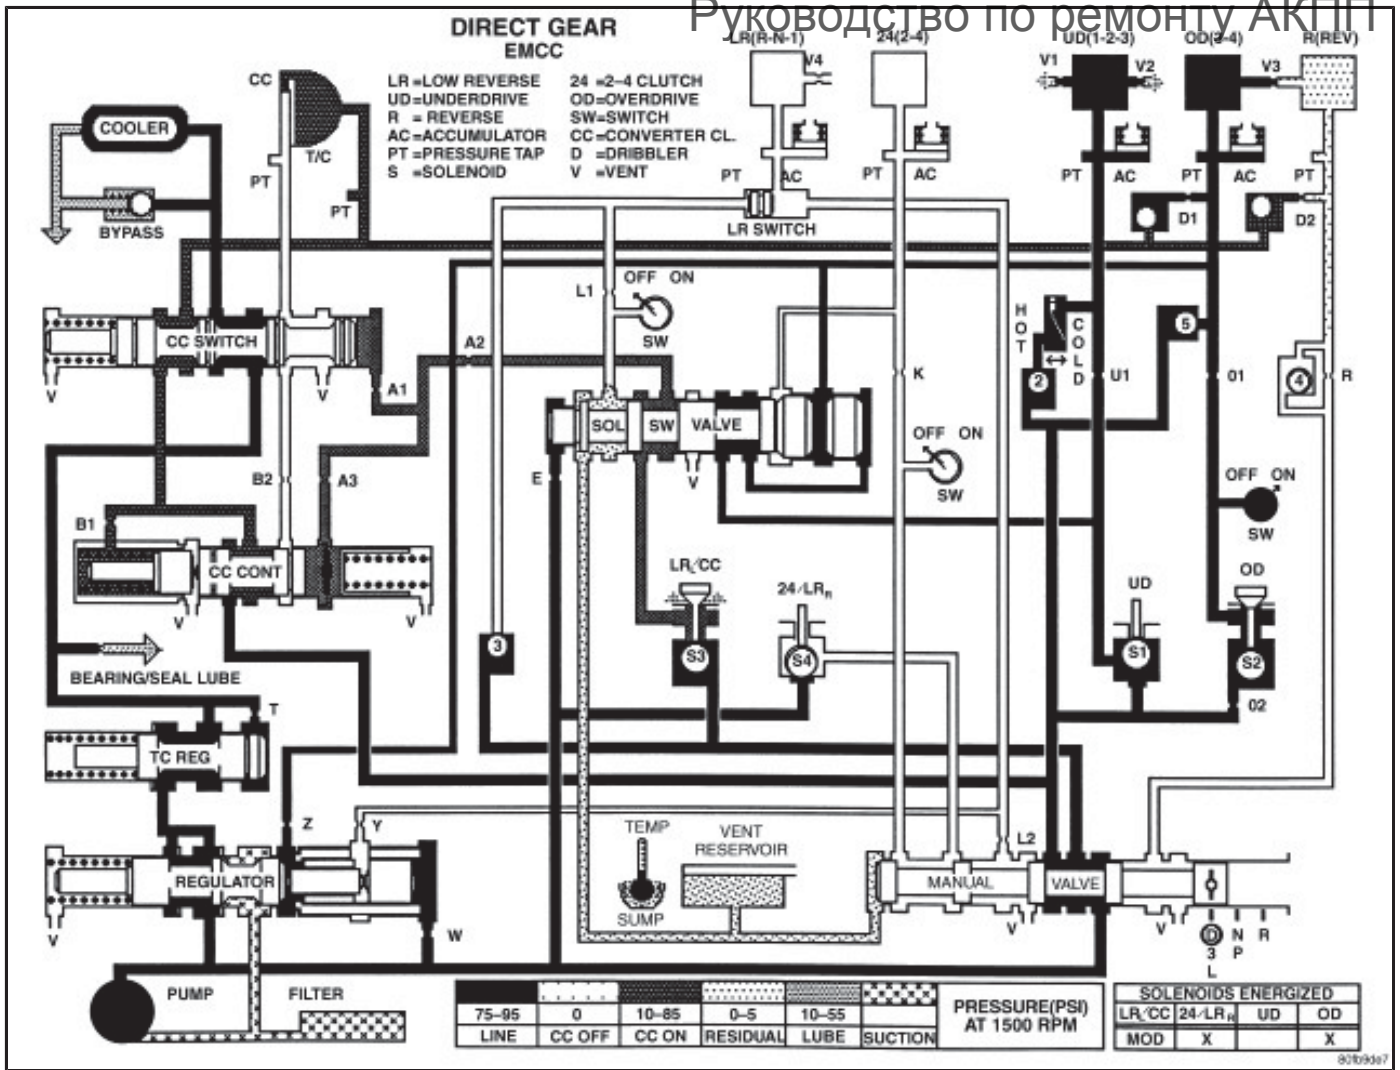 Руководство по ремонту АКПП
DIRECT GEAR
EMCC
LR =LOW REVERSE
UD=UNDERDRIVE
R = REVERSE
AC=ACCUMULATOR
PT =PRESSURE TAP
S =SOLENOID
24 =2–4 CLUTCH
OD=OVERDRIVE
SW=SWITCH
CC =CONVERTER CL.
D =DRIBBLER
V =VENT
LR(R-N-1)
24(2-4)
UD(1-2-3)
OD(3-4)
R(REV)
V4
V1
V2
V3
CC
T/C
COOLER
BYPASS
PT
PT
PT
AC
PT
AC
PT
AC
PT
AC
PT
D1
D2
LR SWITCH
L1
OFF ON
SW
A2
CC SWITCH
V
V
A1
HOT
COLD
2
5
4
U1
01
R
K
SOL
SW
VALVE
V
E
OFF ON
SW
OFF ON
SW
B2
A3
B1
CC CONT
V
V
LR/CC
24/LRR
UD
OD
3
S3
S4
S1
S2
02
BEARING/SEAL LUBE
T
TC REG
Z
Y
REGULATOR
V
W
TEMP
SUMP
VENT
RESERVOIR
L2
MANUAL
VALVE
V
V
D
3
L
N
P
R
PUMP
FILTER
75–95 0 10–85 0–5 10–55
LINE CC OFF CC ON RESIDUAL LUBE SUCTION
PRESSURE(PSI)
AT 1500 RPM
SOLENOIDS ENERGIZED
LR/CC 24/LRR UD OD
MOD X X
80fb9de7